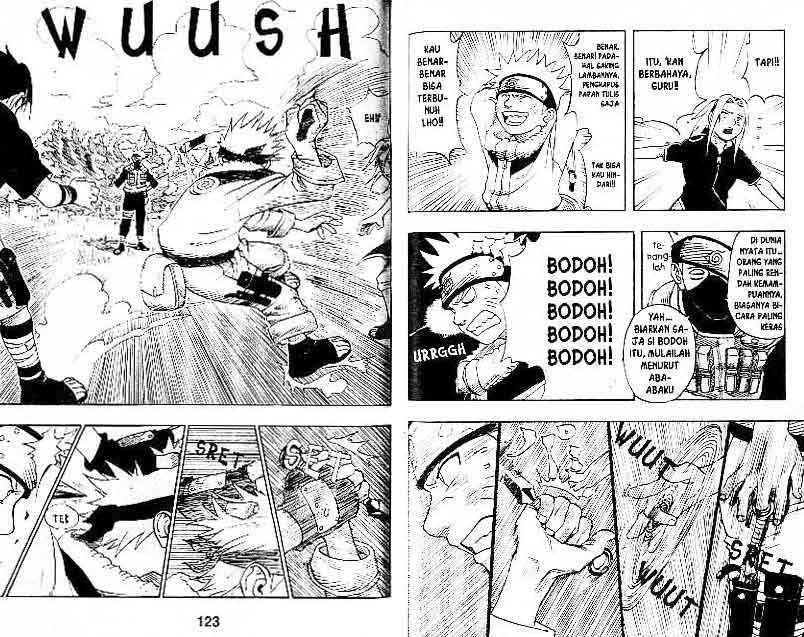 TAPI!!
ITU, 'KAN
BERBAHAYA,
GURU!!
BENAR,
BENAR! PADA-
HAL SAKING
LAMBANNYA,
PENGHAPUS
PAPAN TULIS
SAJA
TAK BISA
KAU HIN-
DARI!!!
KAU
BENAR-
BENAR
BISA
TERBU-
NUH
LHO!!
DI DUNIA
NYATA ITU...
ORANG YANG
PALING REN-
DAH KEMAM-
PUANNYA,
BIASANYA BI-
CARA PALING
KERAS
te-
nang-
lah
YAH...
BIARKAN SA-
JA SI BODOH
ITU, MULAILAH
MENURUT
ABA-
ABAKU
BODOH!
BODOH!
BODOH!
BODOH!
BODOH!
URRGGH
SRET
WUUT
WUUT
WUUSH
SRET
123